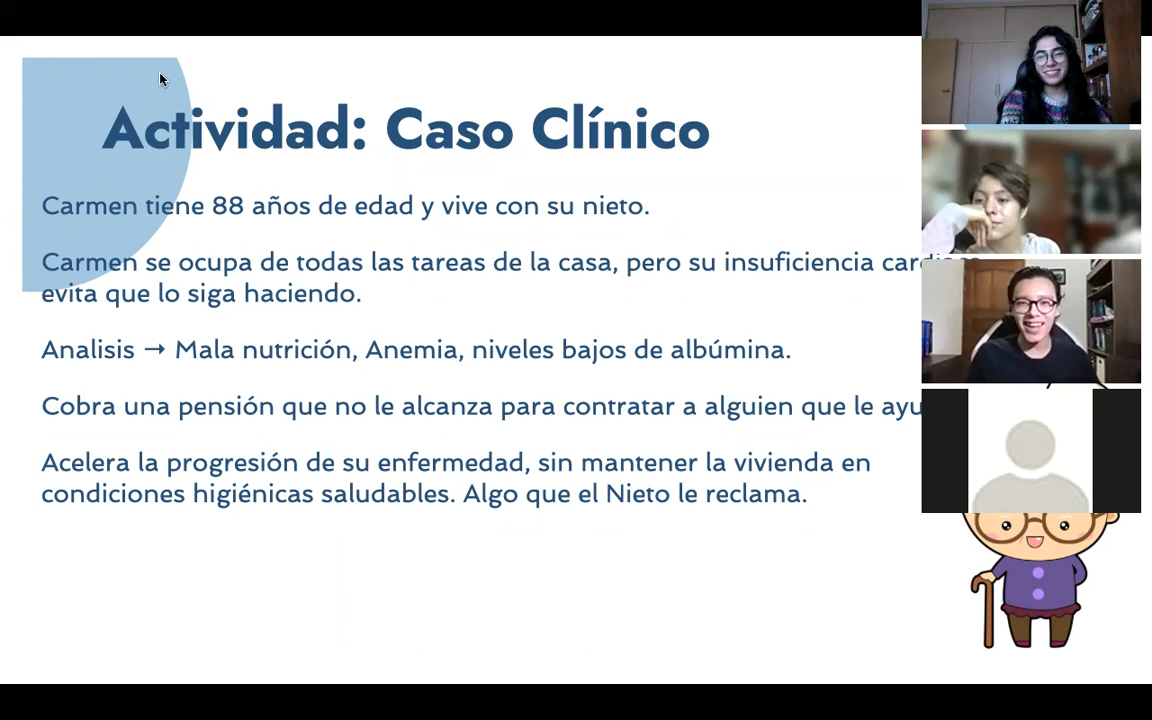 Actividad: Caso Clínico
Carmen tiene 88 años de edad y vive con su nieto.
Carmen se ocupa de todas las tareas de la casa, pero su insuficiencia
evita que lo siga haciendo.
Analisis → Mala nutrición, Anemia, niveles bajos de albúmina.
Cobra una pensión que no le alcanza para contratar a alguien que le
Acelera la progresión de su enfermedad, sin mantener la vivienda en
condiciones higiénicas saludables. Algo que el Nieto le reclama.